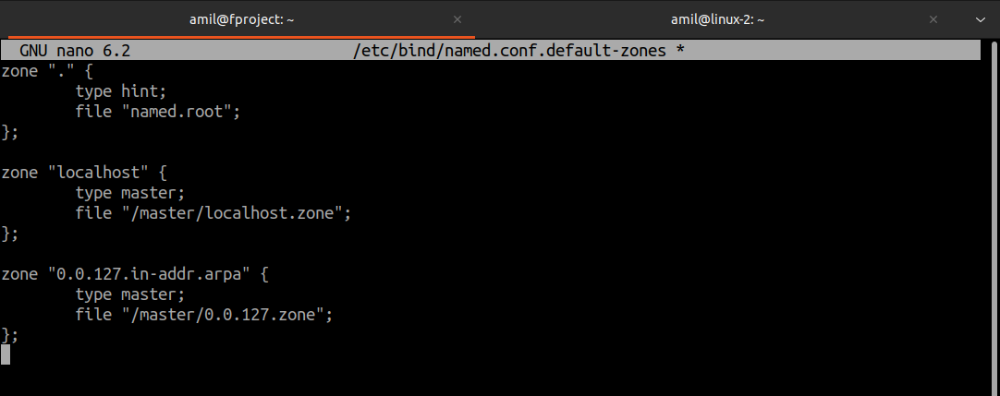 amil@fproject: ~ × amil@linux-2: ~ ×
GNU nano 6.2 /etc/bind/named.conf.default-zones *
zone "." {
        type hint;
        file "named.root";
};

zone "localhost" {
        type master;
        file "/master/localhost.zone";
};

zone "0.0.127.in-addr.arpa" {
        type master;
        file "/master/0.0.127.zone";
};